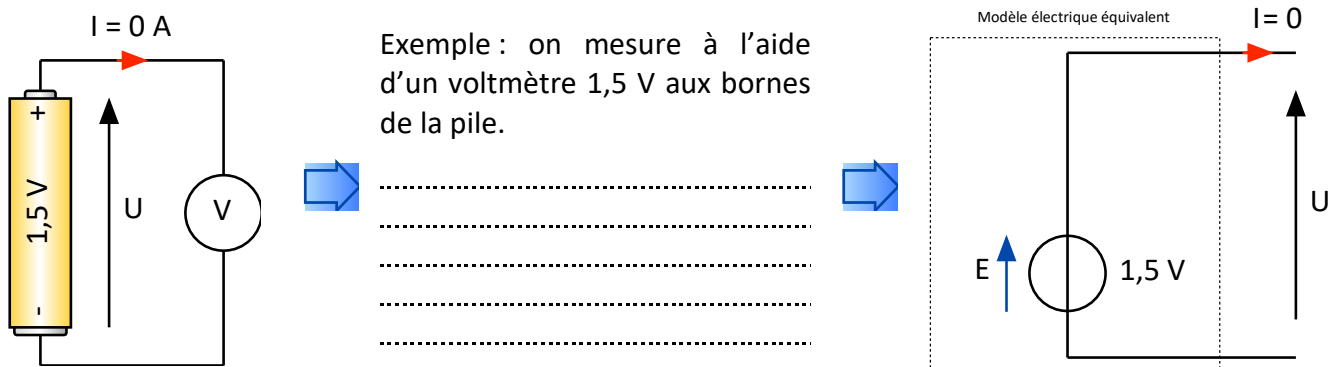 I = 0 A
+
1,5 V
-
U
V
Exemple : on mesure à l’aide
d’un voltmètre 1,5 V aux bornes
de la pile.
Modèle électrique équivalent
I= 0
E
1,5 V
U